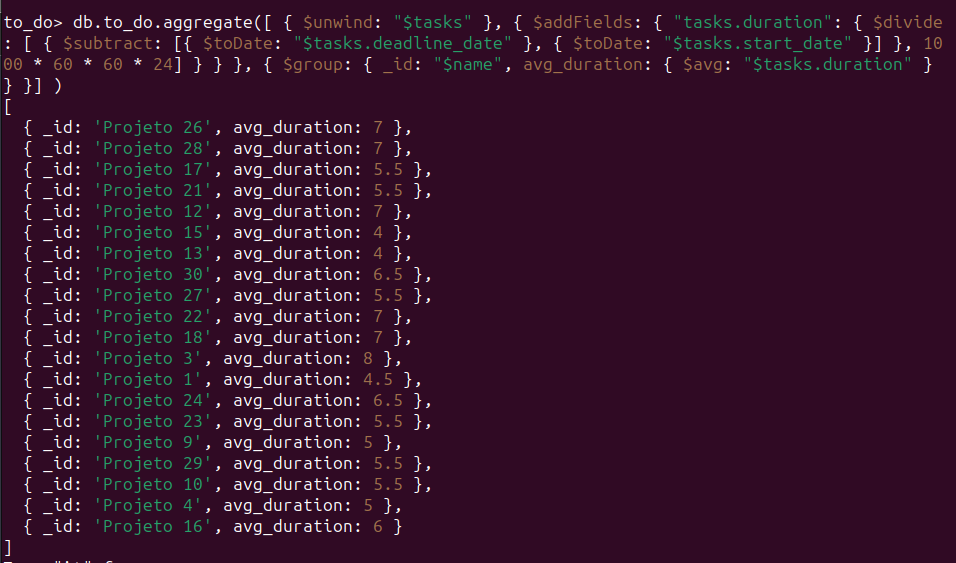 to_do> db.to_do.aggregate([ { $unwind: "$tasks" }, { $addFields: { "tasks.duration": { $divide
: [ { $subtract: [{ $toDate: "$tasks.deadline_date" }, { $toDate: "$tasks.start_date" }] }, 10
00 * 60 * 60 * 24] } } }, { $group: { _id: "$name", avg_duration: { $avg: "$tasks.duration" }
} }] )
[
  { _id: 'Projeto 26', avg_duration: 7 },
  { _id: 'Projeto 28', avg_duration: 7 },
  { _id: 'Projeto 17', avg_duration: 5.5 },
  { _id: 'Projeto 21', avg_duration: 5.5 },
  { _id: 'Projeto 12', avg_duration: 7 },
  { _id: 'Projeto 15', avg_duration: 4 },
  { _id: 'Projeto 13', avg_duration: 4 },
  { _id: 'Projeto 30', avg_duration: 6.5 },
  { _id: 'Projeto 27', avg_duration: 5.5 },
  { _id: 'Projeto 22', avg_duration: 7 },
  { _id: 'Projeto 18', avg_duration: 7 },
  { _id: 'Projeto 3', avg_duration: 8 },
  { _id: 'Projeto 1', avg_duration: 4.5 },
  { _id: 'Projeto 24', avg_duration: 6.5 },
  { _id: 'Projeto 23', avg_duration: 5.5 },
  { _id: 'Projeto 9', avg_duration: 5 },
  { _id: 'Projeto 29', avg_duration: 5.5 },
  { _id: 'Projeto 10', avg_duration: 5.5 },
  { _id: 'Projeto 4', avg_duration: 5 },
  { _id: 'Projeto 16', avg_duration: 6 }
]